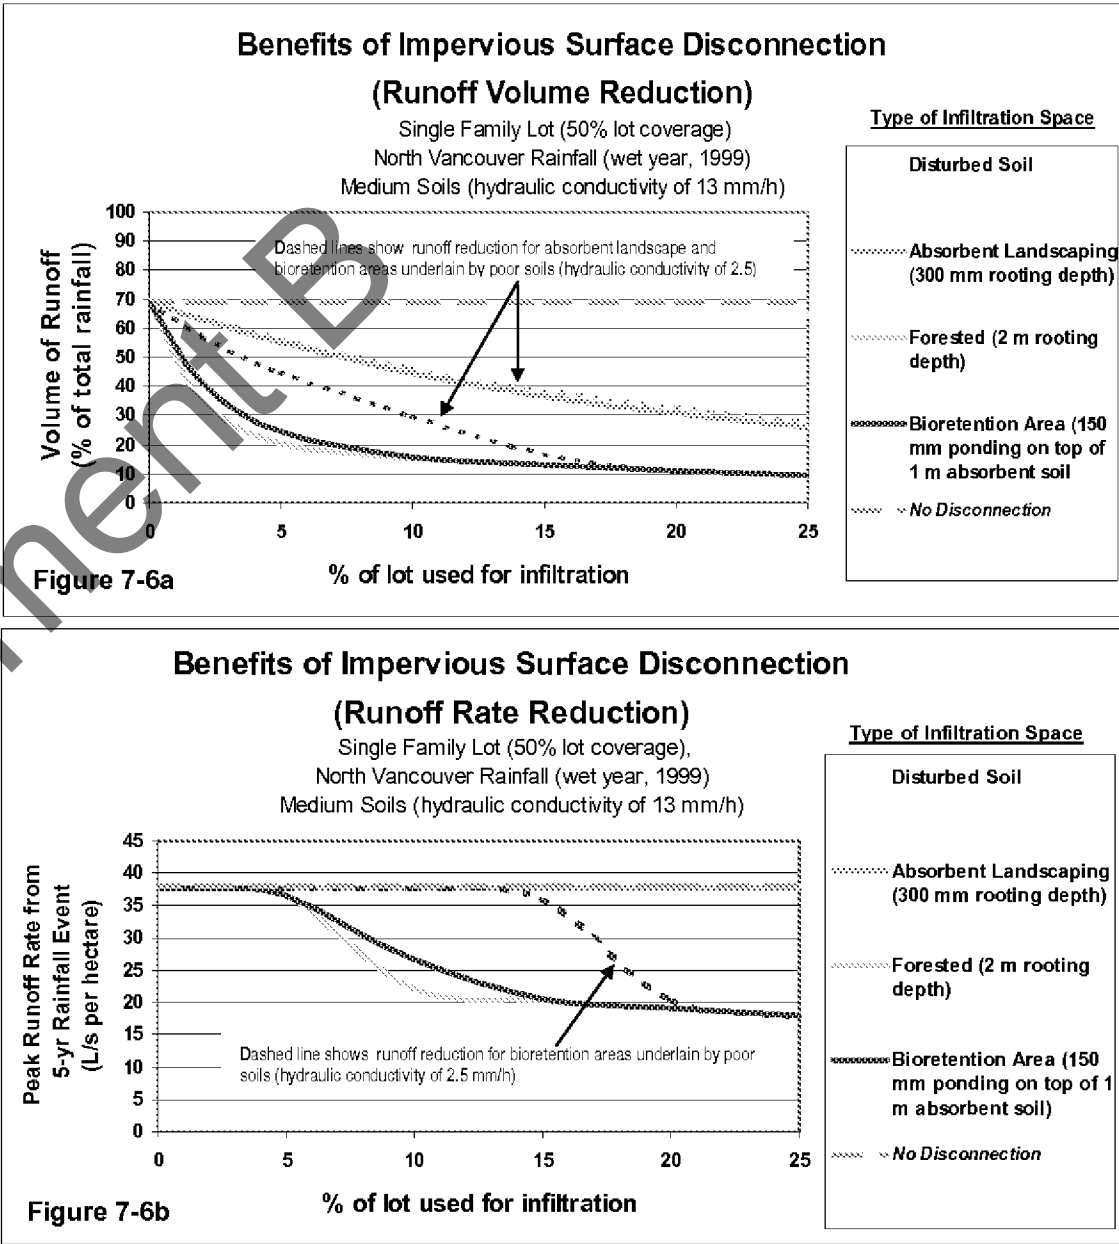 Benefits of Impervious Surface Disconnection
(Runoff Volume Reduction)
Single Family Lot (50% lot coverage)
North Vancouver Rainfall (wet year, 1999)
Medium Soils (hydraulic conductivity of 13 mm/h)
Type of Infiltration Space
Disturbed Soil
Absorbent Landscaping
(300 mm rooting depth)
Forested (2 m rooting
depth)
Bioretention Area (150
mm ponding on top of
1 m absorbent soil
No Disconnection
Volume of Runoff
(% of total rainfall)
100
90
80
70
60
50
40
30
20
10
0
Dashed lines show runoff reduction for absorbent landscape and
bioretention areas underlain by poor soils (hydraulic conductivity of 2.5)
0 5 10 15 20 25
% of lot used for infiltration
Figure 7-6a
ment B
Benefits of Impervious Surface Disconnection
(Runoff Rate Reduction)
Single Family Lot (50% lot coverage),
North Vancouver Rainfall (wet year, 1999)
Medium Soils (hydraulic conductivity of 13 mm/h)
Type of Infiltration Space
Disturbed Soil
Absorbent Landscaping
(300 mm rooting depth)
Forested (2 m rooting
depth)
Bioretention Area (150
mm ponding on top of 1
m absorbent soil)
No Disconnection
Peak Runoff Rate from
5-yr Rainfall Event
(L/s per hectare)
45
40
35
30
25
20
15
10
5
0
Dashed line shows runoff reduction for bioretention areas underlain by poor
soils (hydraulic conductivity of 2.5 mm/h)
0 5 10 15 20 25
% of lot used for infiltration
Figure 7-6b